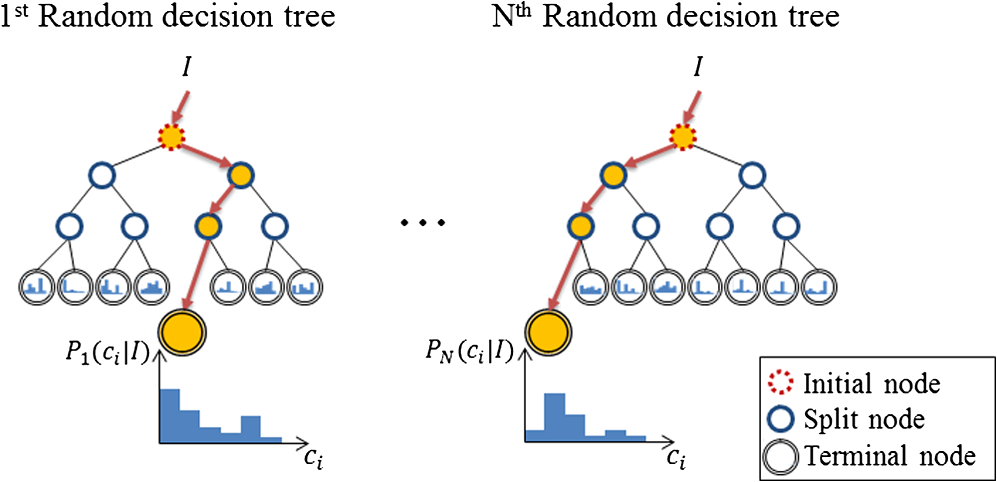 1st Random decision tree
Nth Random decision tree
I
I
...
P1(ci|I)
ci
PN(ci|I)
ci
Initial node
Split node
Terminal node